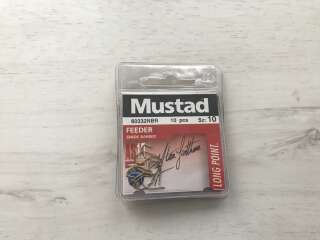 Mustad
60332NBR 10 pcs Sz: 10
FEEDER
LONG POINT